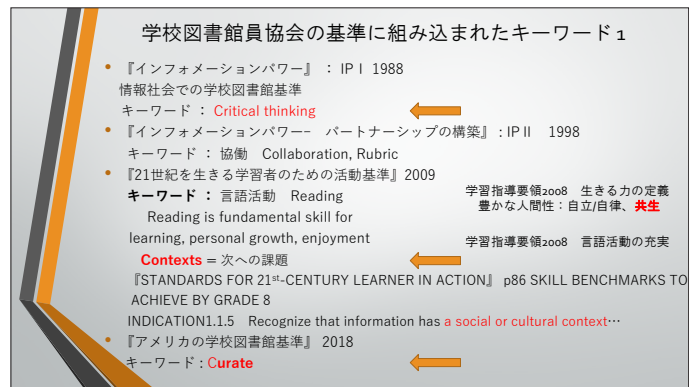 学校図書館員協会の基準に組み込まれたキーワード1
• 『インフォメーションパワー』 : IPⅠ 1988
情報社会での学校図書館基準
キーワード : Critical thinking
• 『インフォメーションパワー− パートナーシップの構築』: IPⅡ 1998
キーワード : 協働 Collaboration, Rubric
• 『21世紀を生きる学習者のための活動基準』2009
キーワード : 言語活動 Reading
Reading is fundamental skill for
learning, personal growth, enjoyment
Contexts = 次への課題
『STANDARDS FOR 21st-CENTURY LEARNER IN ACTION』 p86 SKILL BENCHMARKS TO
ACHIEVE BY GRADE 8
INDICATION1.1.5 Recognize that information has a social or cultural context…
• 『アメリカの学校図書館基準』 2018
キーワード : Curate
学習指導要領2008 生きる力の定義
豊かな人間性:自立/自律、共生
学習指導要領2008 言語活動の充実